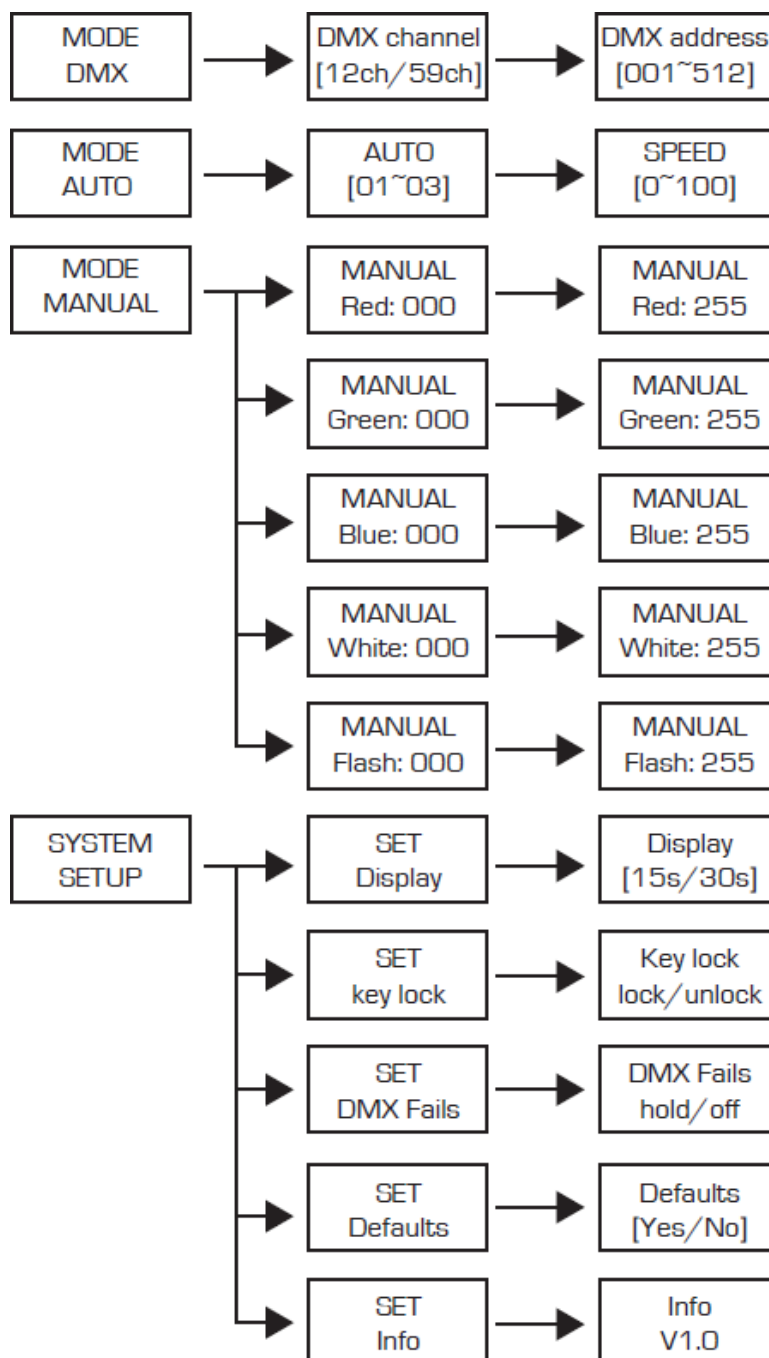 MODE
DMX
DMX channel
[12ch/59ch]
DMX address
[001~512]
MODE
AUTO
AUTO
[01~03]
SPEED
[0~100]
MODE
MANUAL
MANUAL
Red: 000
MANUAL
Red: 255
MANUAL
Green: 000
MANUAL
Green: 255
MANUAL
Blue: 000
MANUAL
Blue: 255
MANUAL
White: 000
MANUAL
White: 255
MANUAL
Flash: 000
MANUAL
Flash: 255
SYSTEM
SETUP
SET
Display
Display
[15s/30s]
SET
key lock
Key lock
lock/unlock
SET
DMX Fails
DMX Fails
hold/off
SET
Defaults
Defaults
[Yes/No]
SET
Info
Info
V1.0